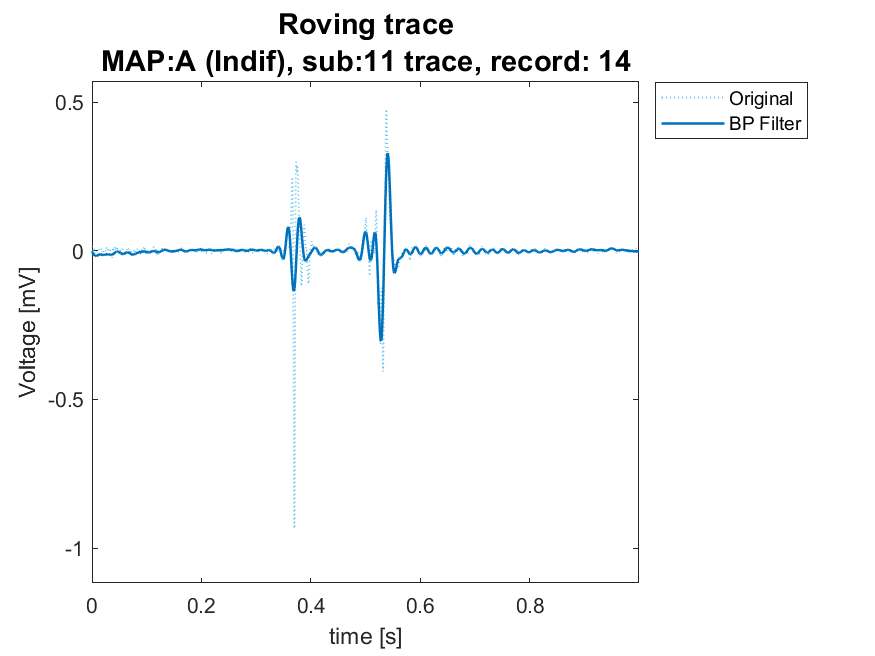 Roving trace
MAP:A (Indif), sub:11 trace, record: 14
Original
BP Filter
0.5
0
-0.5
-1
Voltage [mV]
0
0.2
0.4
0.6
0.8
time [s]